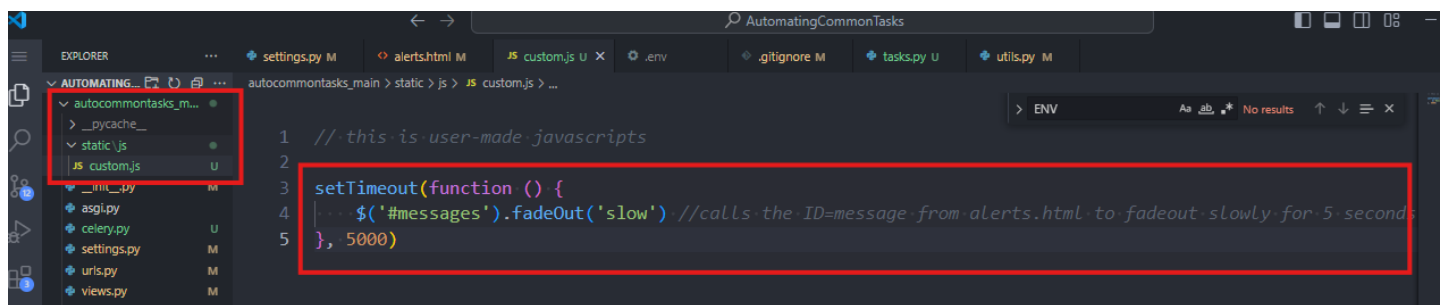 AutomatingCommonTasks
EXPLORER
settings.py M
alerts.html M
JS custom.js U
.env
.gitignore M
tasks.py U
utils.py M
AUTOMATING...
autocommontasks_main > static > js > JS custom.js > ...
autocommontasks_m...
> ENV
Aa ab .* No results
__pycache__
static\js
JS custom.js U
__init__.py M
asgi.py
celery.py U
settings.py M
urls.py M
views.py M
12
3
1 // this is user-made javascripts
2
3 setTimeout(function () {
4 $('#messages').fadeOut('slow') //calls the ID=message from alerts.html to fadeout slowly for 5 seconds
5 }, 5000)